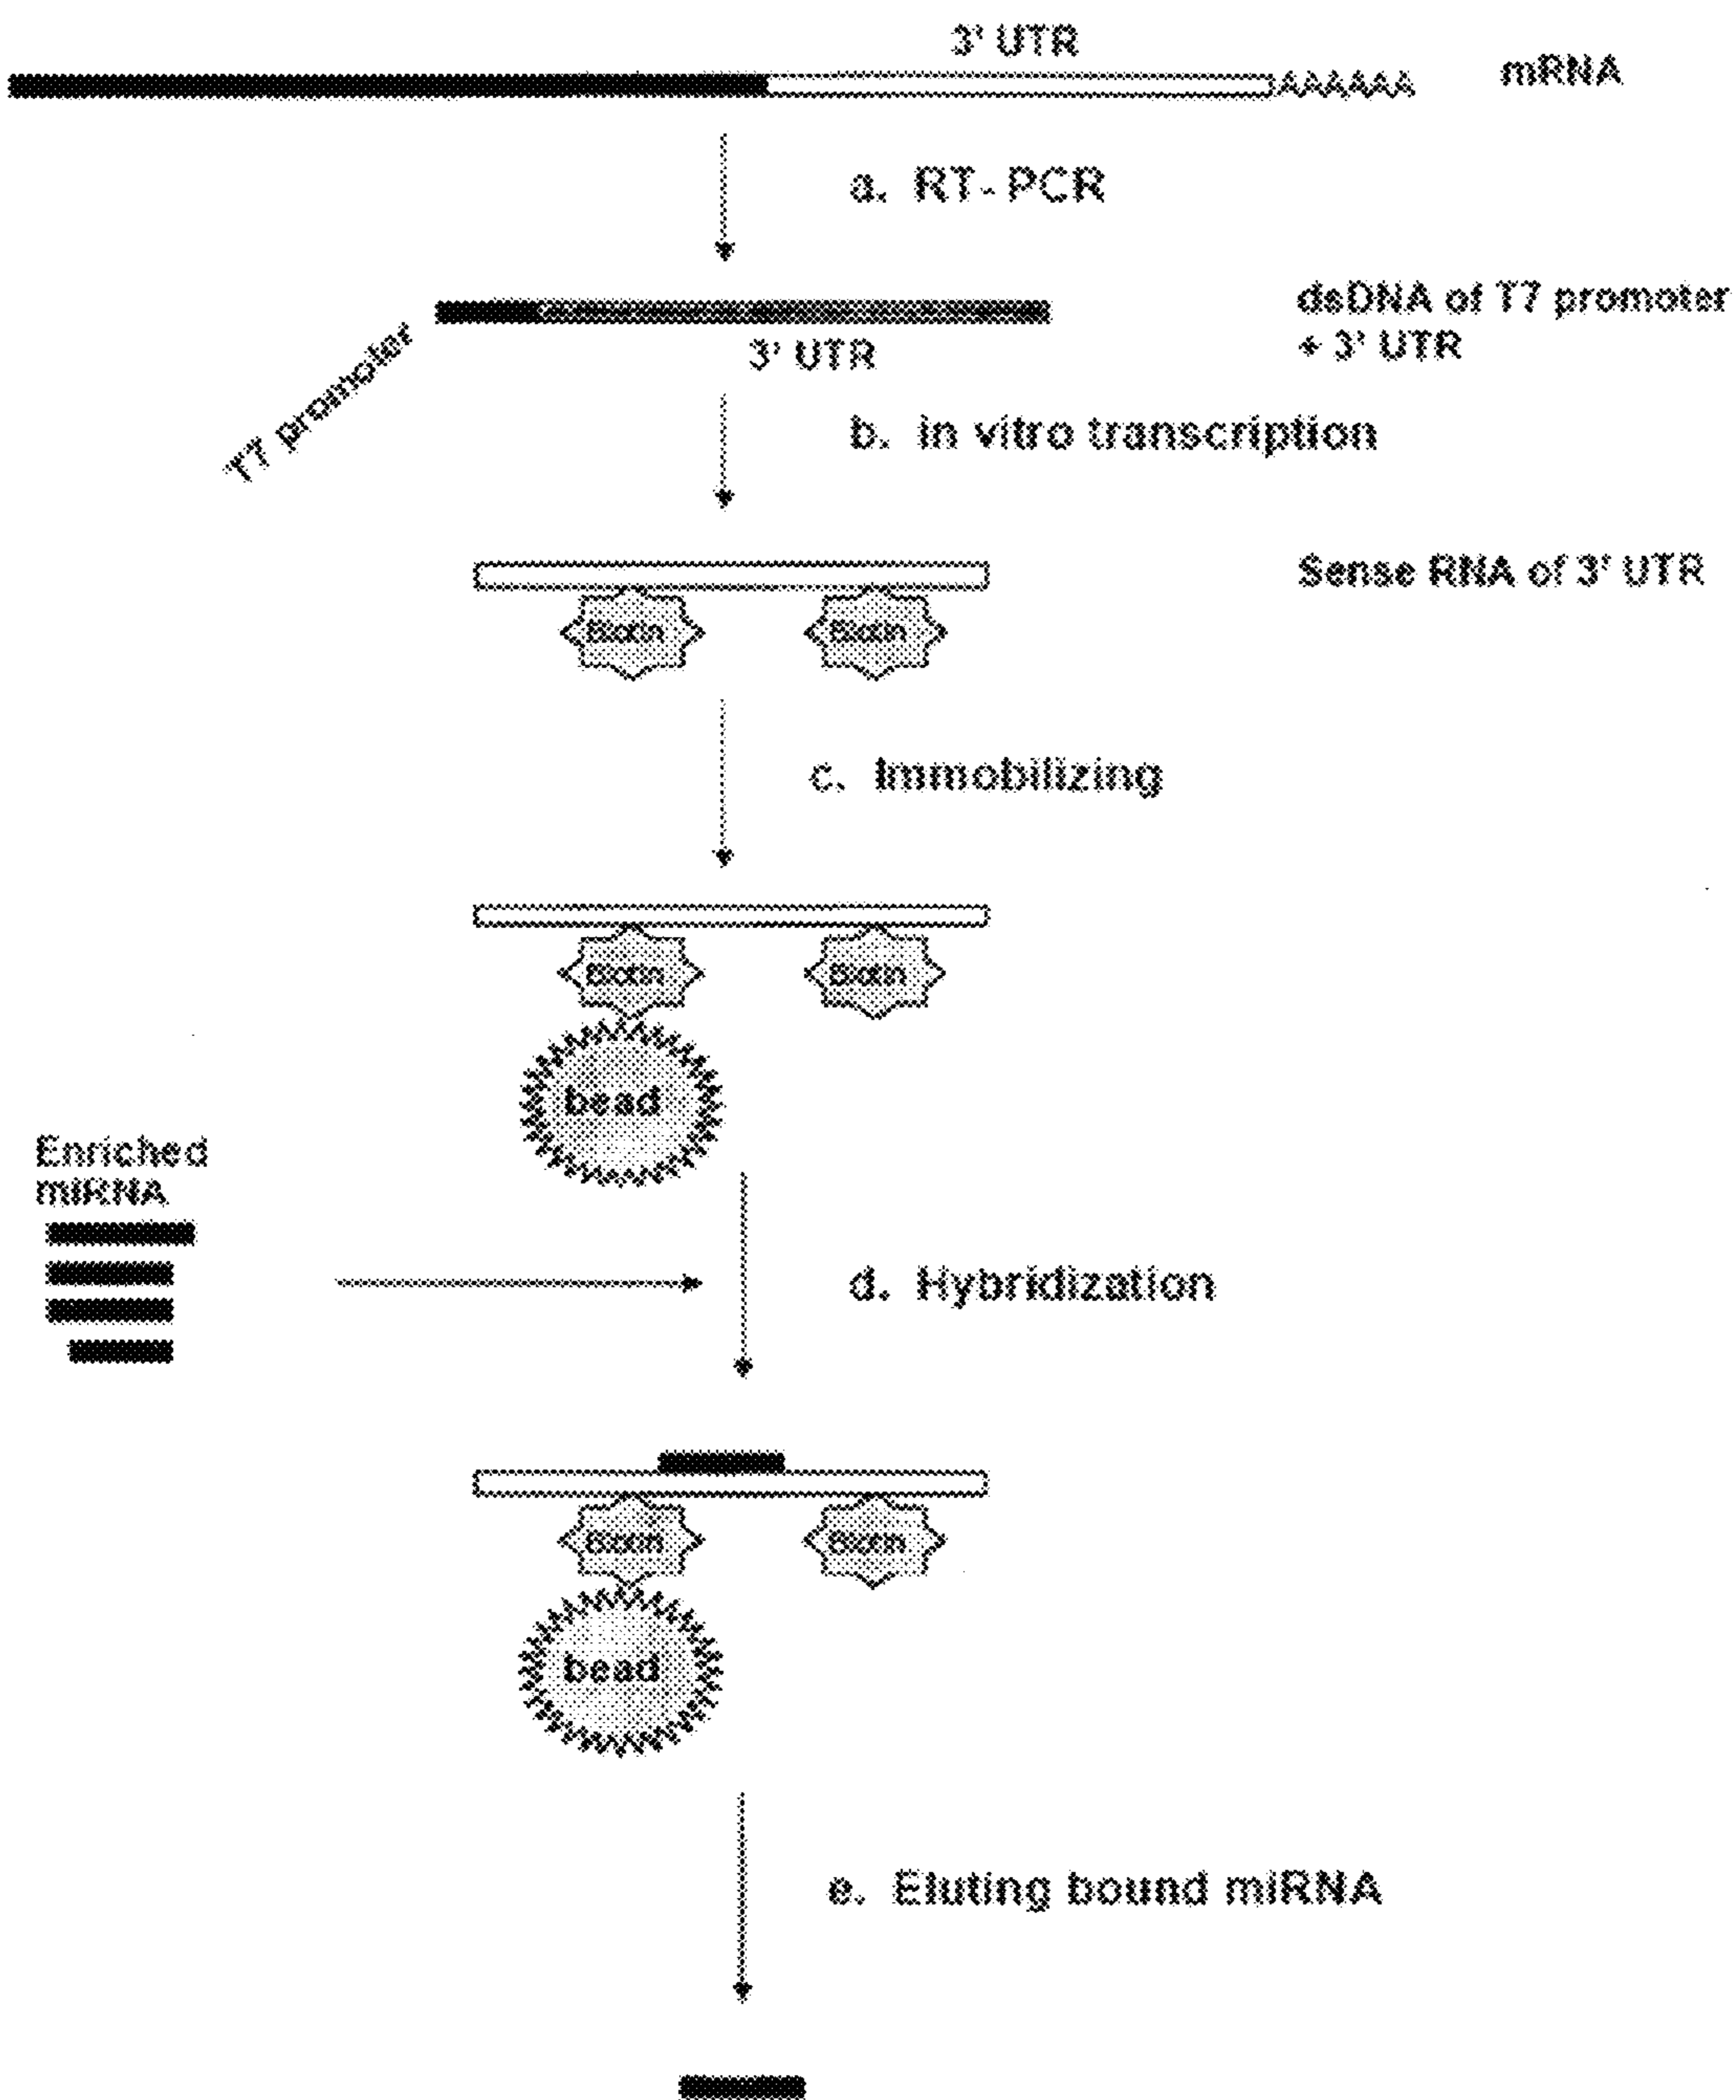 3' UTR
AAAAAA
mRNA
a. RT-PCR
dsDNA of T7 promoter
+ 3' UTR
3' UTR
T7 promoter
b. in vitro transcription
Sense RNA of 3' UTR
Biotin
Biotin
c. Immobilizing
Biotin
Biotin
bead
Enriched
miRNA
d. Hybridization
Biotin
Biotin
bead
e. Eluting bound miRNA